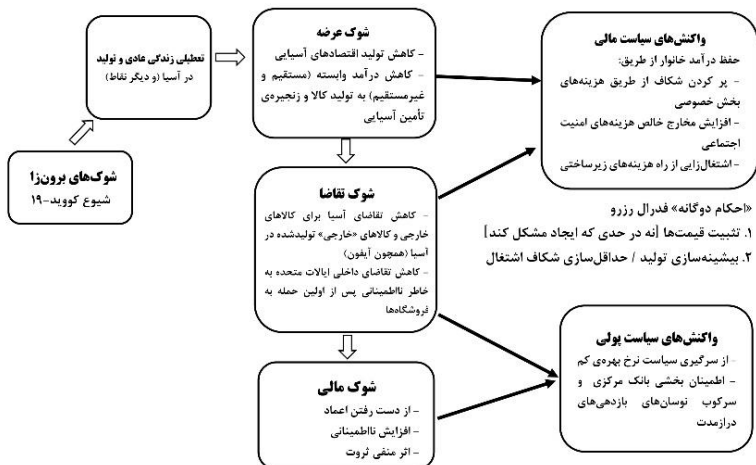 شوک‌های برون‌زا
شیوع کووید-۱۹
تعطیلی زندگی عادی و تولید
در آسیا (و دیگر نقاط)
شوک عرضه
- کاهش تولید اقتصادهای آسیایی
- کاهش درآمد وابسته (مستقیم و
غیرمستقیم) به تولید کالا و زنجیره‌ی
تأمین آسیایی
شوک تقاضا
- کاهش تقاضای آسیا برای کالاهای
خارجی و کالاهای «خارجی» تولیدشده در
آسیا (همچون آیفون)
- کاهش تقاضای داخلی ایالات متحده به
خاطر نااطمینانی پس از اولین حمله به
فروشگاه‌ها
شوک مالی
- از دست رفتن اعماد
- افزایش نااطمینانی
- اثر منفی ثروت
واکنش‌های سیاست مالی
حفظ درآمد خانوار از طریق:
- پر کردن شکاف از طریق هزینه‌های
بخش خصوصی
- افزایش مخارج خالص هزینه‌های امنیت
اجتماعی
- اشتغال‌زایی از راه هزینه‌های زیرساختی
«احکام دوگانه» فدرال رزرو
۱. تثبیت قیمت‌ها [نه در حدی که ایجاد مشکل کند]
۲. بیشینه‌سازی تولید / حداقل‌سازی شکاف اشتغال
واکنش‌های سیاست پولی
- از سرگیری سیاست نرخ بهره‌ی کم
- اطمینان بخشی بانک مرکزی و
سرکوب نوسان‌های بازدهی‌های
درازمدت